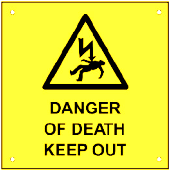 DANGER
OF DEATH
KEEP OUT